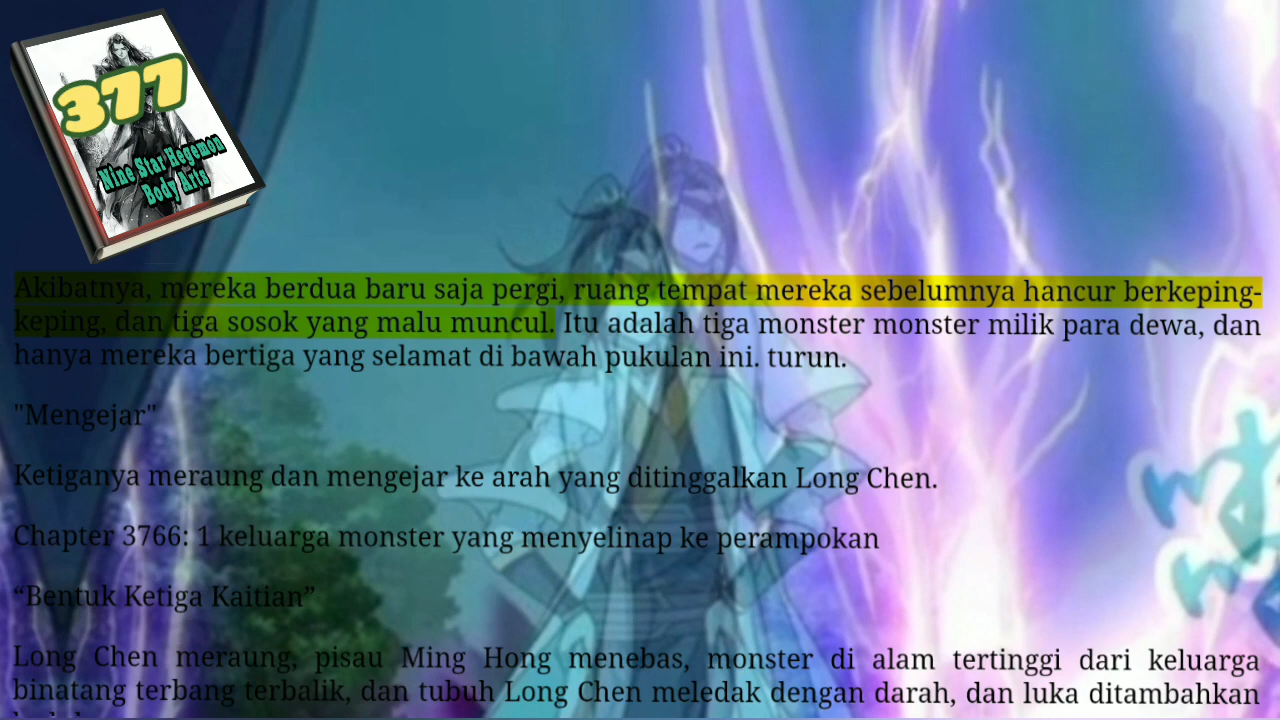 377
Nine Star Hegemon
Body Arts
Akibatnya, mereka berdua baru saja pergi, ruang tempat mereka sebelumnya hancur berkeping-
keping, dan tiga sosok yang malu muncul. Itu adalah tiga monster monster milik para dewa, dan
hanya mereka bertiga yang selamat di bawah pukulan ini. turun.
"Mengejar"
Ketiganya meraung dan mengejar ke arah yang ditinggalkan Long Chen.
Chapter 3766: 1 keluarga monster yang menyelinap ke perampokan
“Bentuk Ketiga Kaitian”
Long Chen meraung, pisau Ming Hong menebas, monster di alam tertinggi dari keluarga
binatang terbang terbalik, dan tubuh Long Chen meledak dengan darah, dan luka ditambahkan